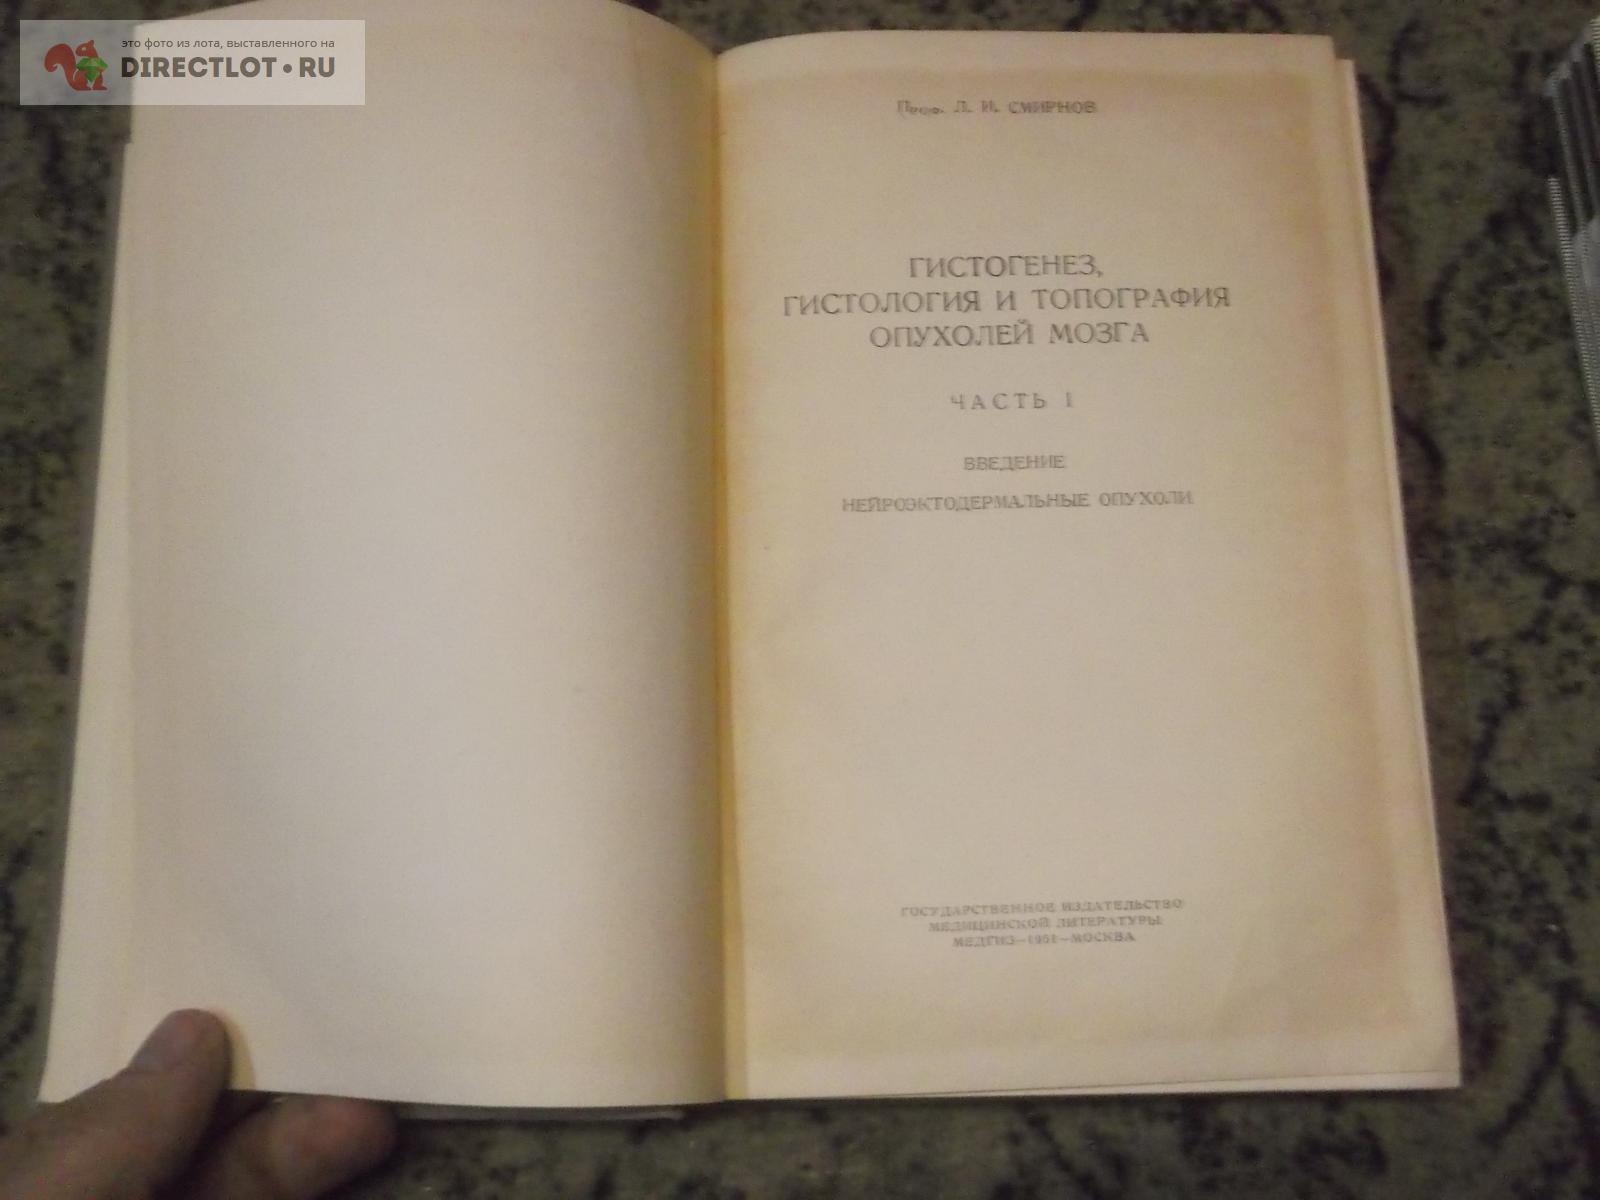 это фото из лота, выставленного на
DIRECTLOT•RU
Проф. Л. И. СМИРНОВ
ГИСТОГЕНЕЗ,
ГИСТОЛОГИЯ И ТОПОГРАФИЯ
ОПУХОЛЕЙ МОЗГА
ЧАСТЬ I
ВВЕДЕНИЕ
НЕЙРОЭКТОДЕРМАЛЬНЫЕ ОПУХОЛИ
ГОСУДАРСТВЕННОЕ ИЗДАТЕЛЬСТВО
МЕДИЦИНСКОЙ ЛИТЕРАТУРЫ
МЕДГИЗ—1951—МОСКВА